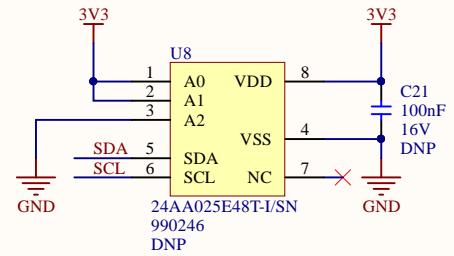 3V3
3V3
U8
1 A0 VDD 8
2 A1
3 A2
VSS 4
SDA 5 SDA
SCL 6 SCL NC 7
C21
100nF
16V
DNP
GND
GND
24AA025E48T-I/SN
990246
DNP